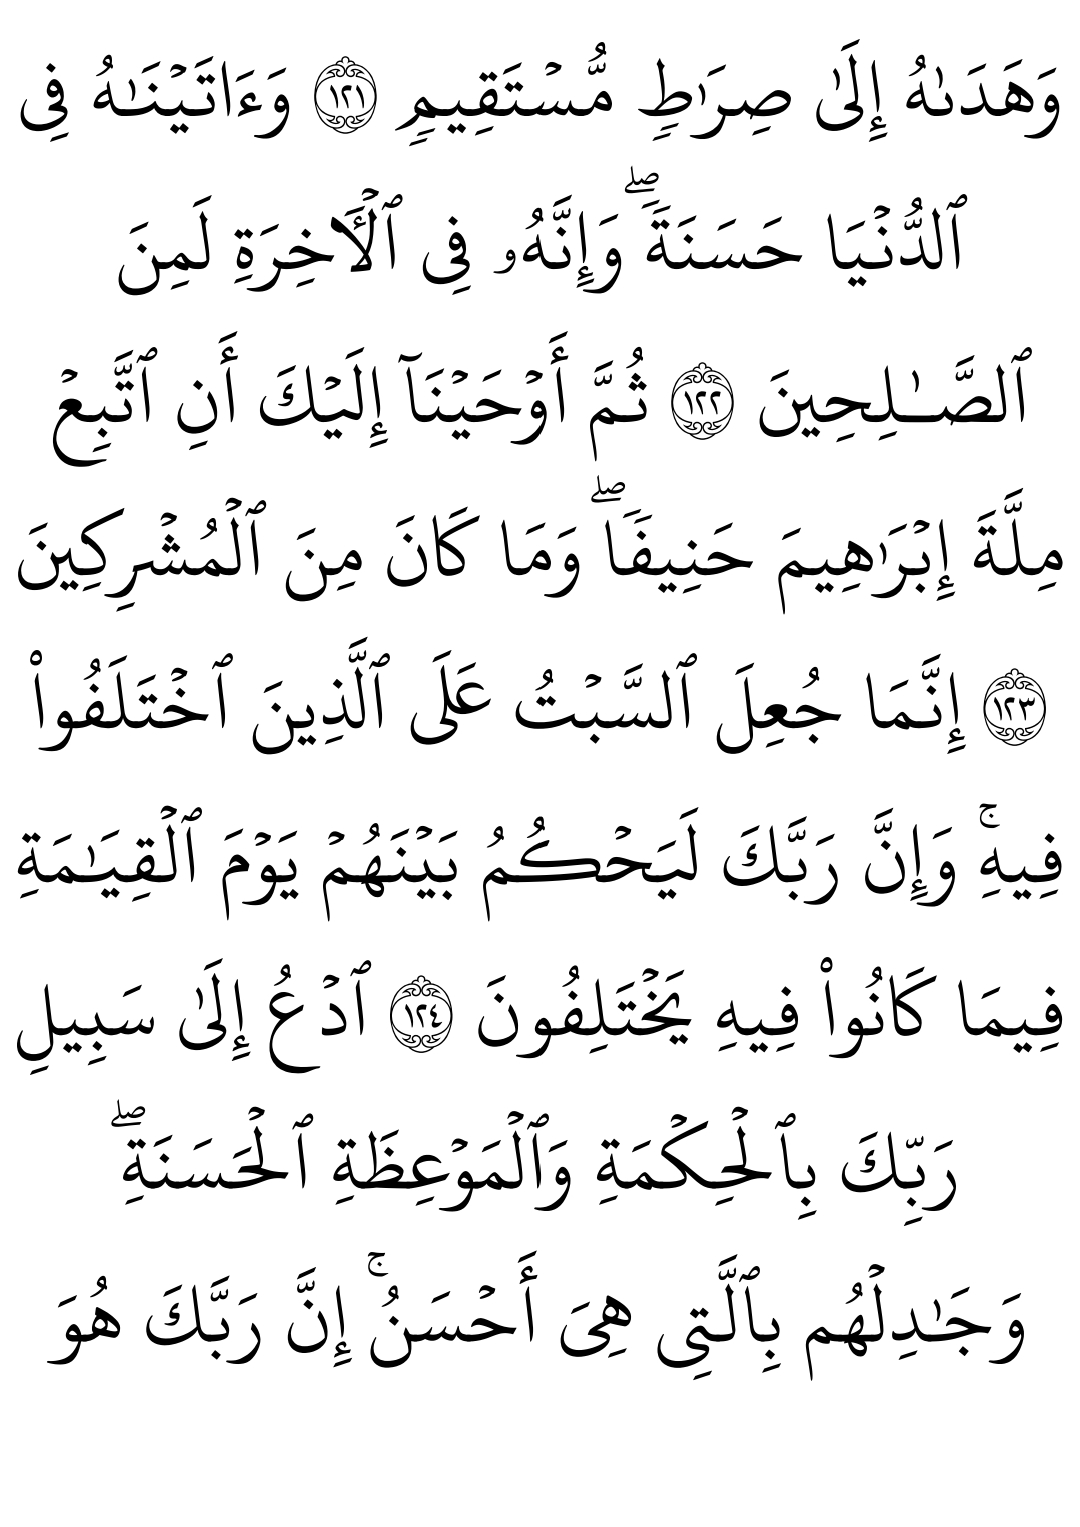 وَهَدَىٰهُ إِلَىٰ صِرَٰطٍ مُّسْتَقِيمٍ ١٢١ وَءَاتَيْنَـٰهُ فِى
ٱلدُّنْيَا حَسَنَةً ۖ وَإِنَّهُۥ فِى ٱلْـَٔاخِرَةِ لَمِنَ
ٱلصَّـٰلِحِينَ ١٢٢ ثُمَّ أَوْحَيْنَآ إِلَيْكَ أَنِ ٱتَّبِعْ
مِلَّةَ إِبْرَٰهِيمَ حَنِيفًا ۖ وَمَا كَانَ مِنَ ٱلْمُشْرِكِينَ
١٢٣ إِنَّمَا جُعِلَ ٱلسَّبْتُ عَلَى ٱلَّذِينَ ٱخْتَلَفُوا۟
فِيهِ ۚ وَإِنَّ رَبَّكَ لَيَحْكُمُ بَيْنَهُمْ يَوْمَ ٱلْقِيَـٰمَةِ
فِيمَا كَانُوا۟ فِيهِ يَخْتَلِفُونَ ١٢٤ ٱدْعُ إِلَىٰ سَبِيلِ
رَبِّكَ بِٱلْحِكْمَةِ وَٱلْمَوْعِظَةِ ٱلْحَسَنَةِ ۖ
وَجَـٰدِلْهُم بِٱلَّتِى هِىَ أَحْسَنُ ۚ إِنَّ رَبَّكَ هُوَ